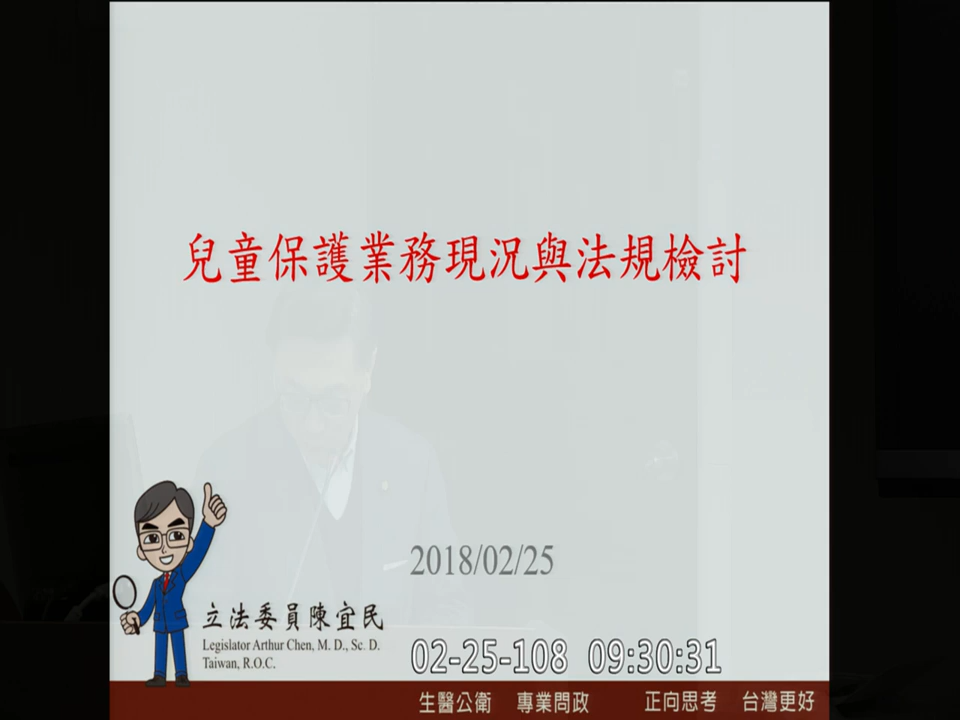 兒童保護業務現況與法規檢討
2018/02/25
立法委員陳宜民
Legislator Arthur Chen, M. D., Sc. D.
Taiwan, R.O.C.
02-25-108 09:30:31
生醫公衛 專業問政 正向思考 台灣更好